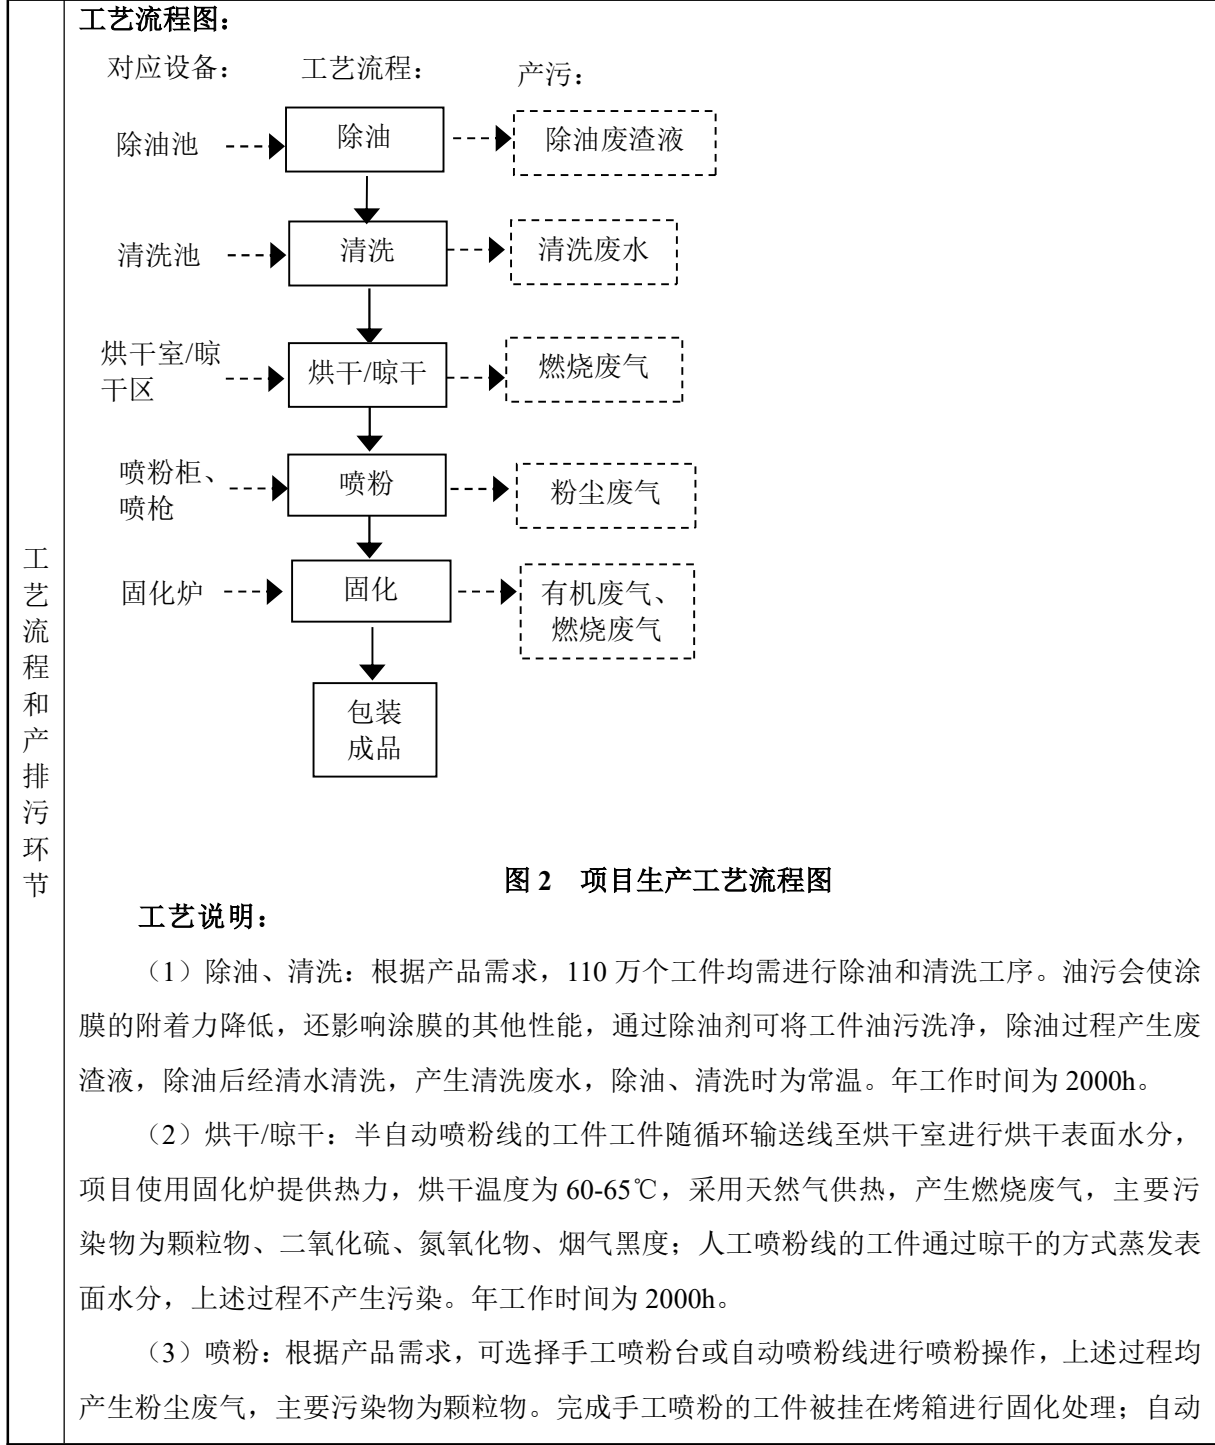 工艺流程图：
对应设备： 工艺流程： 产污：
除油池 除油 除油废渣液
清洗池 清洗 清洗废水
烘干室/晾
干区
烘干/晾干 燃烧废气
喷粉柜、
喷枪
喷粉 粉尘废气
固化炉 固化 有机废气、
燃烧废气
包装
成品
工艺流程和产排污环节
图 2 项目生产工艺流程图
工艺说明：
（1）除油、清洗：根据产品需求，110 万个工件均需进行除油和清洗工序。油污会使涂
膜的附着力降低，还影响涂膜的其他性能，通过除油剂可将工件油污洗净，除油过程产生废
渣液，除油后经清水清洗，产生清洗废水，除油、清洗时为常温。年工作时间为 2000h。
（2）烘干/晾干：半自动喷粉线的工件工件随循环输送线至烘干室进行烘干表面水分，
项目使用固化炉提供热力，烘干温度为 60-65℃，采用天然气供热，产生燃烧废气，主要污
染物为颗粒物、二氧化硫、氮氧化物、烟气黑度；人工喷粉线的工件通过晾干的方式蒸发表
面水分，上述过程不产生污染。年工作时间为 2000h。
（3）喷粉：根据产品需求，可选择手工喷粉台或自动喷粉线进行喷粉操作，上述过程均
产生粉尘废气，主要污染物为颗粒物。完成手工喷粉的工件被挂在烤箱进行固化处理；自动